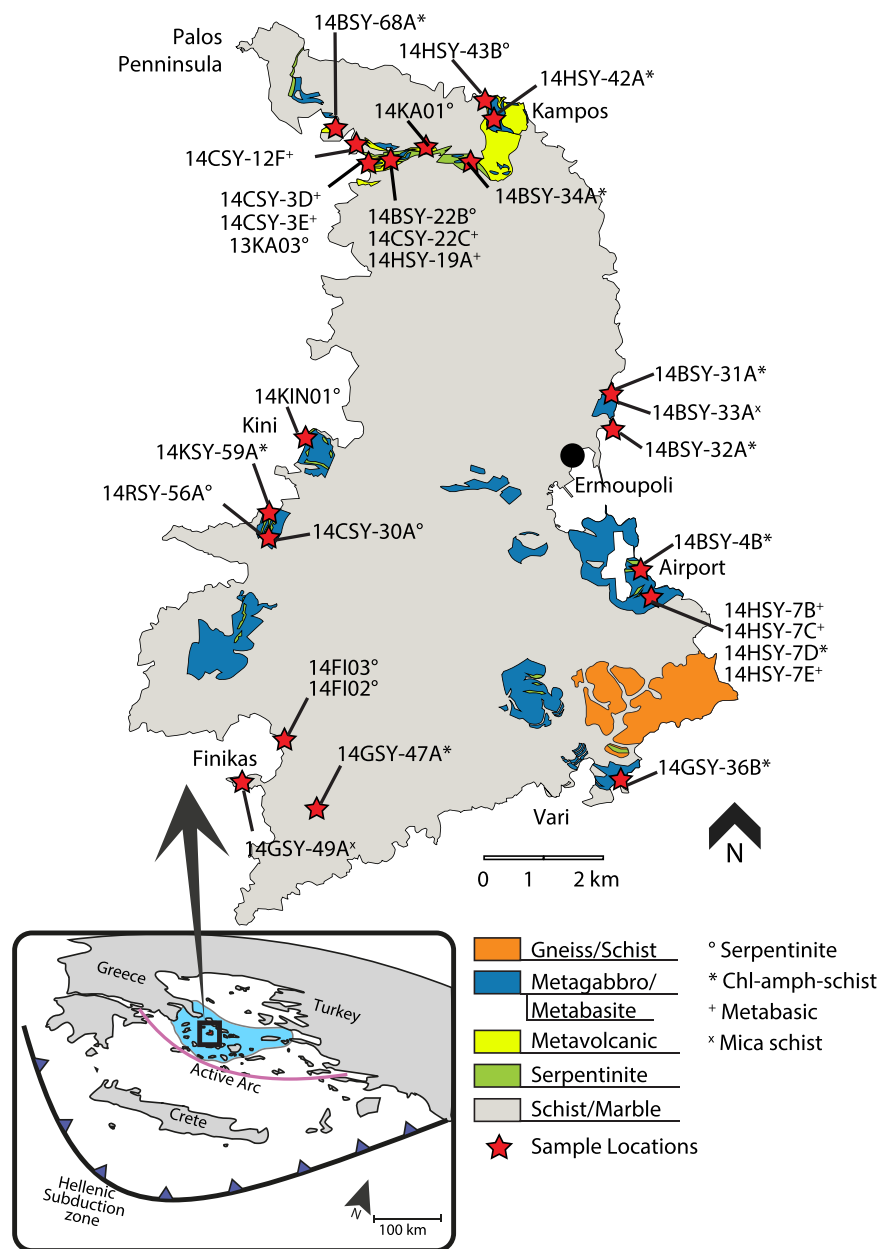 14BSY-68A*
Palos
Penninsula
14HSY-43B°
14HSY-42A*
Kampos
14KA01°
14CSY-12F⁺
14CSY-3D⁺
14CSY-3E⁺
13KA03°
14BSY-22B°
14CSY-22C⁺
14HSY-19A⁺
14BSY-34A*
14BSY-31A*
14BSY-33Aˣ
14BSY-32A*
14KIN01°
Kini
14KSY-59A*
14RSY-56A°
14CSY-30A°
Ermoupoli
14BSY-4B*
Airport
14HSY-7B⁺
14HSY-7C⁺
14HSY-7D*
14HSY-7E⁺
14FI03°
14FI02°
Finikas
14GSY-47A*
14GSY-49Aˣ
14GSY-36B*
Vari
N
0 1 2 km
Greece
Turkey
Active Arc
Crete
Hellenic
Subduction
zone
N
100 km
Gneiss/Schist
Metagabbro/
Metabasite
Metavolcanic
Serpentinite
Schist/Marble
Sample Locations
° Serpentinite
* Chl-amph-schist
⁺ Metabasic
ˣ Mica schist